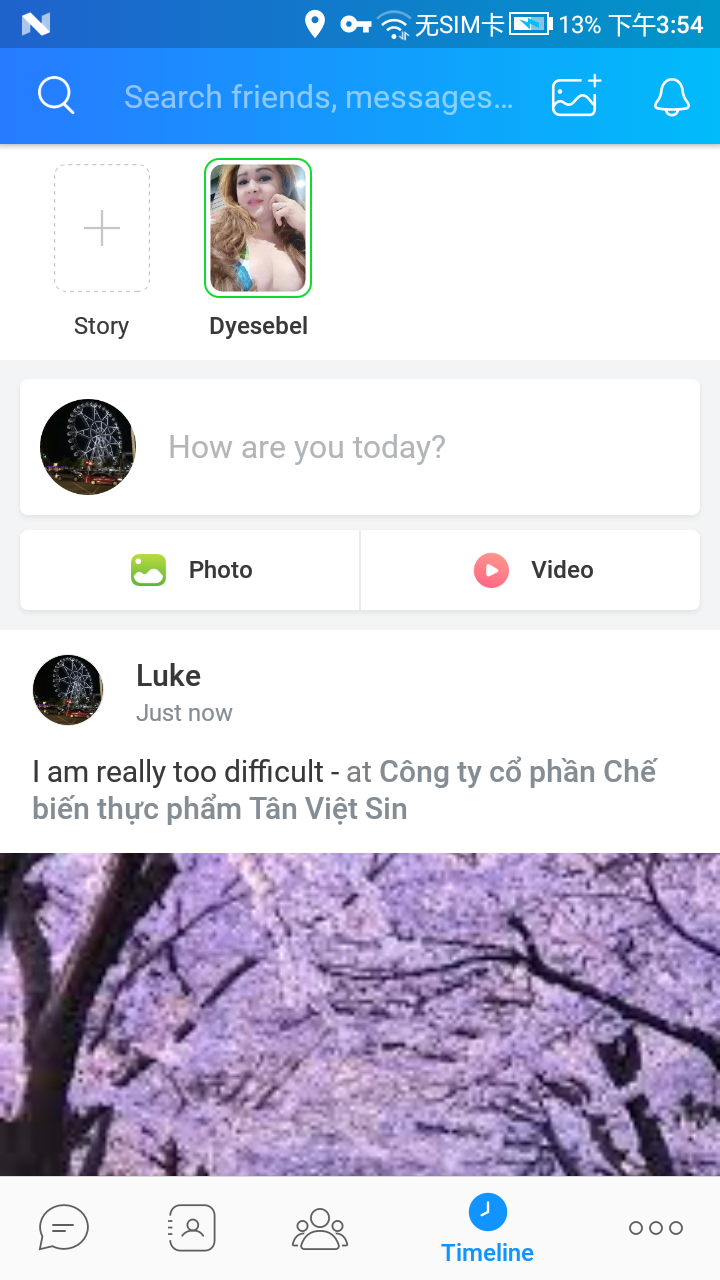 无SIM卡 13% 下午3:54
Search friends, messages...
Story
Dyesebel
How are you today?
Photo
Video
Luke
Just now
I am really too difficult - at Công ty cổ phần Chế
biến thực phẩm Tân Việt Sin
Timeline